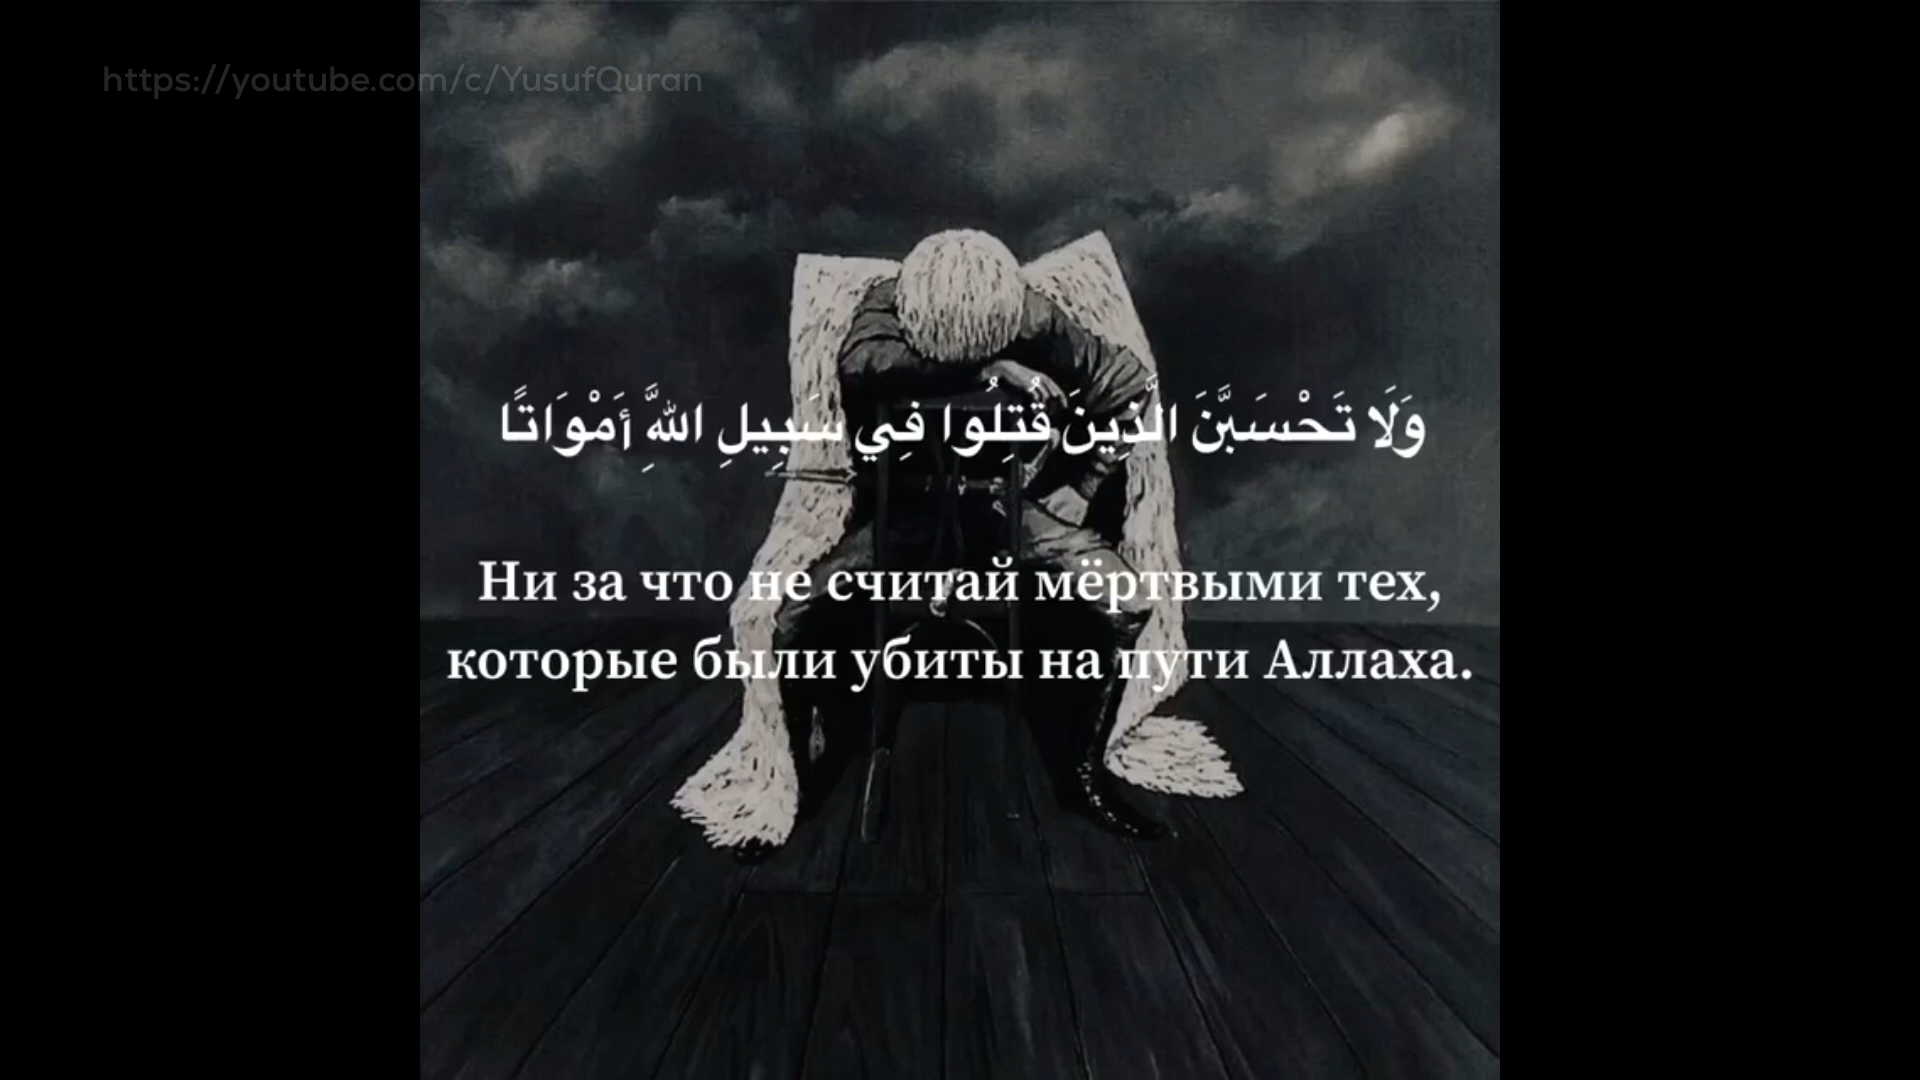 https://youtube.com/c/YusufQuran
وَلَا تَحْسَبَنَّ الَّذِينَ قُتِلُوا فِي سَبِيلِ اللَّهِ أَمْوَاتًا
Ни за что не считай мёртвыми тех,
которые были убиты на пути Аллаха.